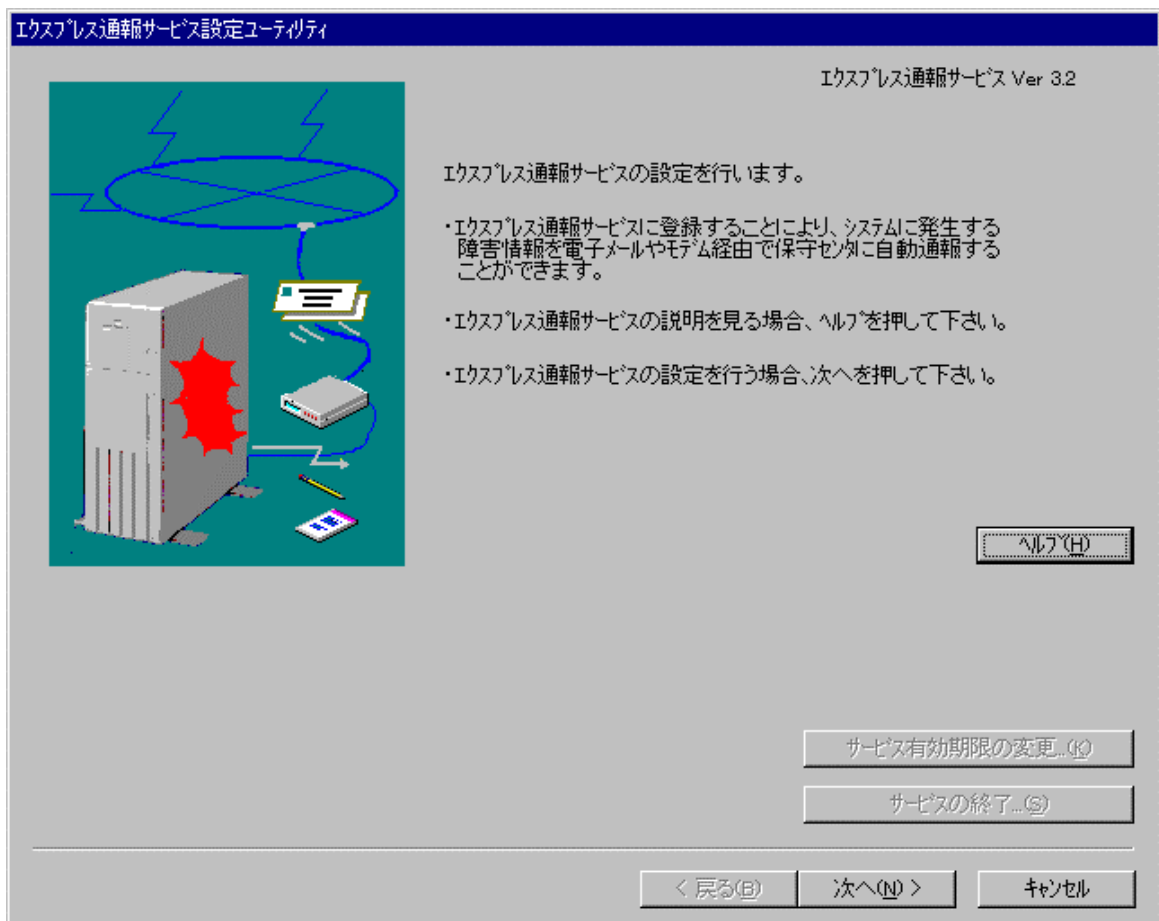 ｴｸｽﾌﾟﾚｽ通報ｻｰﾋﾞｽ設定ﾕｰﾃｨﾘﾃｨ
ｴｸｽﾌﾟﾚｽ通報ｻｰﾋﾞｽ Ver 3.2
ｴｸｽﾌﾟﾚｽ通報ｻｰﾋﾞｽの設定を行います。
・ｴｸｽﾌﾟﾚｽ通報ｻｰﾋﾞｽに登録することにより、ｼｽﾃﾑに発生する
障害情報を電子ﾒｰﾙやﾓﾃﾞﾑ経由で保守ｾﾝﾀに自動通報する
ことができます。
・ｴｸｽﾌﾟﾚｽ通報ｻｰﾋﾞｽの説明を見る場合、ﾍﾙﾌﾟを押して下さい。
・ｴｸｽﾌﾟﾚｽ通報ｻｰﾋﾞｽの設定を行う場合、次へを押して下さい。
ﾍﾙﾌﾟ(H)
ｻｰﾋﾞｽ有効期限の変更...(K)
ｻｰﾋﾞｽの終了...(S)
< 戻る(B)
次へ(N) >
ｷｬﾝｾﾙ